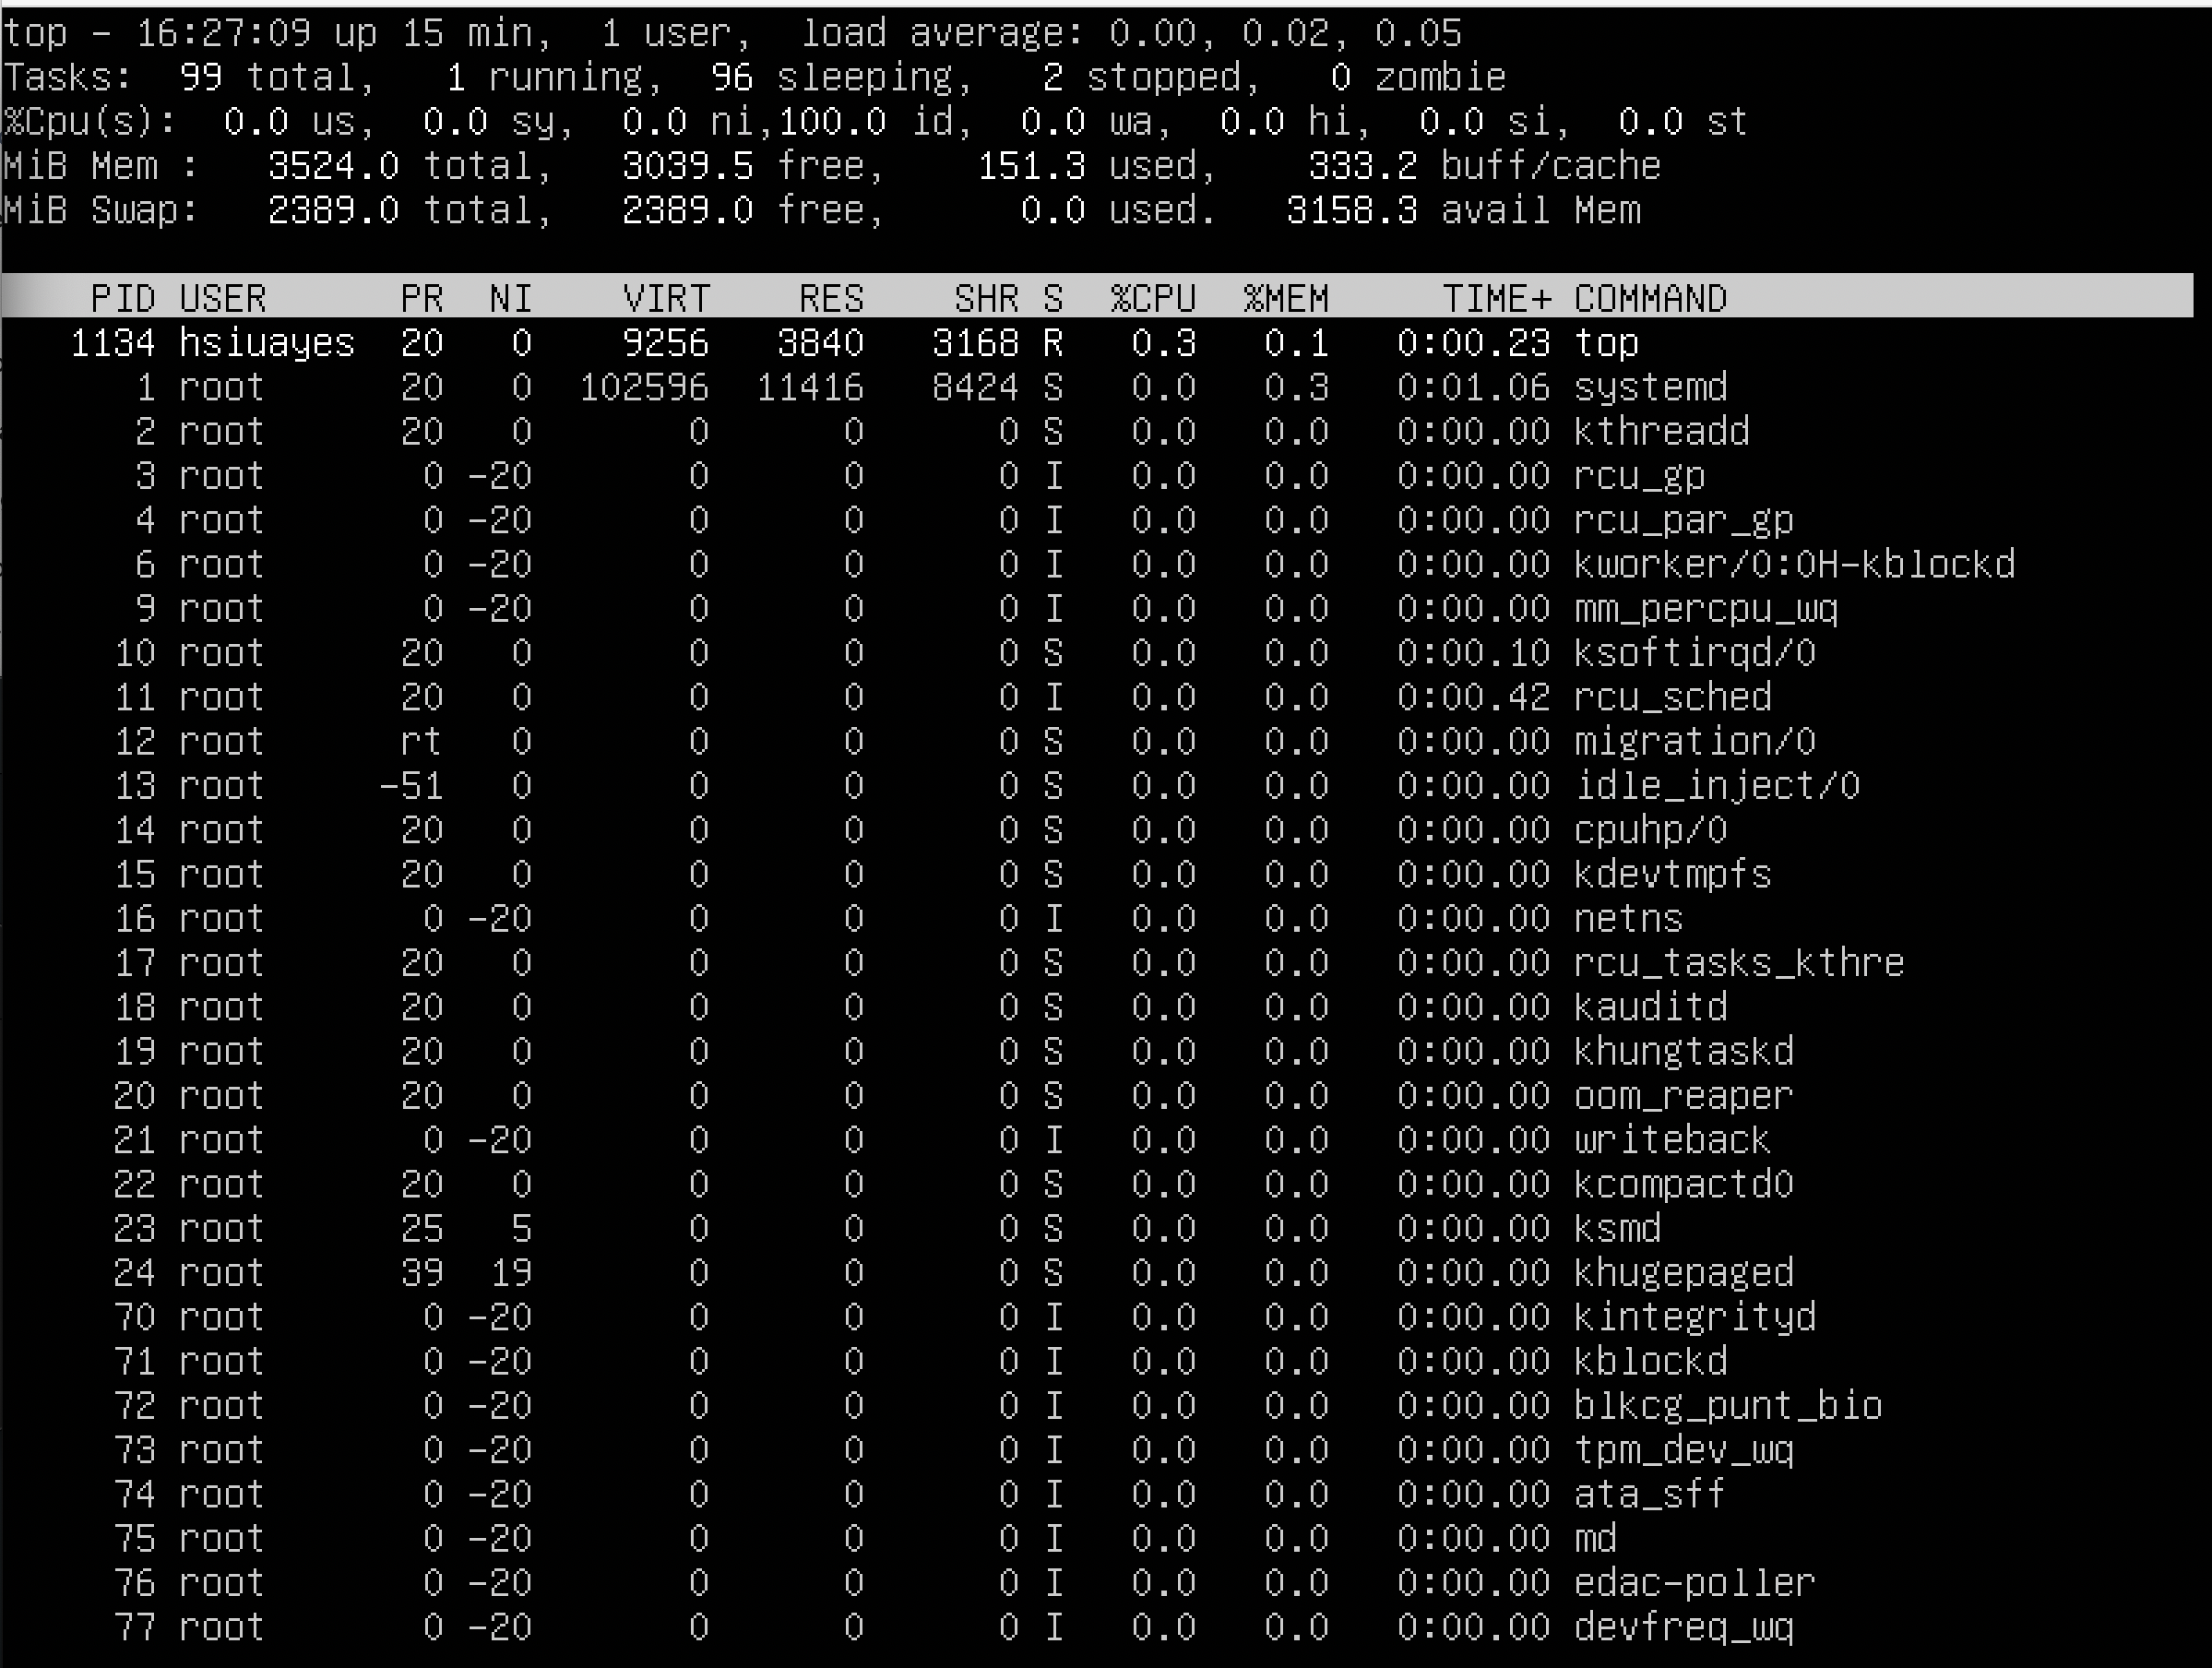 top - 16:27:09 up 15 min,  1 user,  load average: 0.00, 0.02, 0.05
Tasks:  99 total,   1 running,  96 sleeping,   2 stopped,   0 zombie
%Cpu(s):  0.0 us,  0.0 sy,  0.0 ni,100.0 id,  0.0 wa,  0.0 hi,  0.0 si,  0.0 st
MiB Mem :   3524.0 total,   3039.5 free,    151.3 used,    333.2 buff/cache
MiB Swap:   2389.0 total,   2389.0 free,      0.0 used.   3158.3 avail Mem
PID USER PR NI VIRT RES SHR S %CPU %MEM TIME+ COMMAND
1134 hsiuayes 20 0 9256 3840 3168 R 0.3 0.1 0:00.23 top
1 root 20 0 102596 11416 8424 S 0.0 0.3 0:01.06 systemd
2 root 20 0 0 0 0 S 0.0 0.0 0:00.00 kthreadd
3 root 0 -20 0 0 0 I 0.0 0.0 0:00.00 rcu_gp
4 root 0 -20 0 0 0 I 0.0 0.0 0:00.00 rcu_par_gp
6 root 0 -20 0 0 0 I 0.0 0.0 0:00.00 kworker/0:0H-kblockd
9 root 0 -20 0 0 0 I 0.0 0.0 0:00.00 mm_percpu_wq
10 root 20 0 0 0 0 S 0.0 0.0 0:00.10 ksoftirqd/0
11 root 20 0 0 0 0 I 0.0 0.0 0:00.42 rcu_sched
12 root rt 0 0 0 0 S 0.0 0.0 0:00.00 migration/0
13 root -51 0 0 0 0 S 0.0 0.0 0:00.00 idle_inject/0
14 root 20 0 0 0 0 S 0.0 0.0 0:00.00 cpuhp/0
15 root 20 0 0 0 0 S 0.0 0.0 0:00.00 kdevtmpfs
16 root 0 -20 0 0 0 I 0.0 0.0 0:00.00 netns
17 root 20 0 0 0 0 S 0.0 0.0 0:00.00 rcu_tasks_kthre
18 root 20 0 0 0 0 S 0.0 0.0 0:00.00 kauditd
19 root 20 0 0 0 0 S 0.0 0.0 0:00.00 khungtaskd
20 root 20 0 0 0 0 S 0.0 0.0 0:00.00 oom_reaper
21 root 0 -20 0 0 0 I 0.0 0.0 0:00.00 writeback
22 root 20 0 0 0 0 S 0.0 0.0 0:00.00 kcompactd0
23 root 25 5 0 0 0 S 0.0 0.0 0:00.00 ksmd
24 root 39 19 0 0 0 S 0.0 0.0 0:00.00 khugepaged
70 root 0 -20 0 0 0 I 0.0 0.0 0:00.00 kintegrityd
71 root 0 -20 0 0 0 I 0.0 0.0 0:00.00 kblockd
72 root 0 -20 0 0 0 I 0.0 0.0 0:00.00 blkcg_punt_bio
73 root 0 -20 0 0 0 I 0.0 0.0 0:00.00 tpm_dev_wq
74 root 0 -20 0 0 0 I 0.0 0.0 0:00.00 ata_sff
75 root 0 -20 0 0 0 I 0.0 0.0 0:00.00 md
76 root 0 -20 0 0 0 I 0.0 0.0 0:00.00 edac-poller
77 root 0 -20 0 0 0 I 0.0 0.0 0:00.00 devfreq_wq